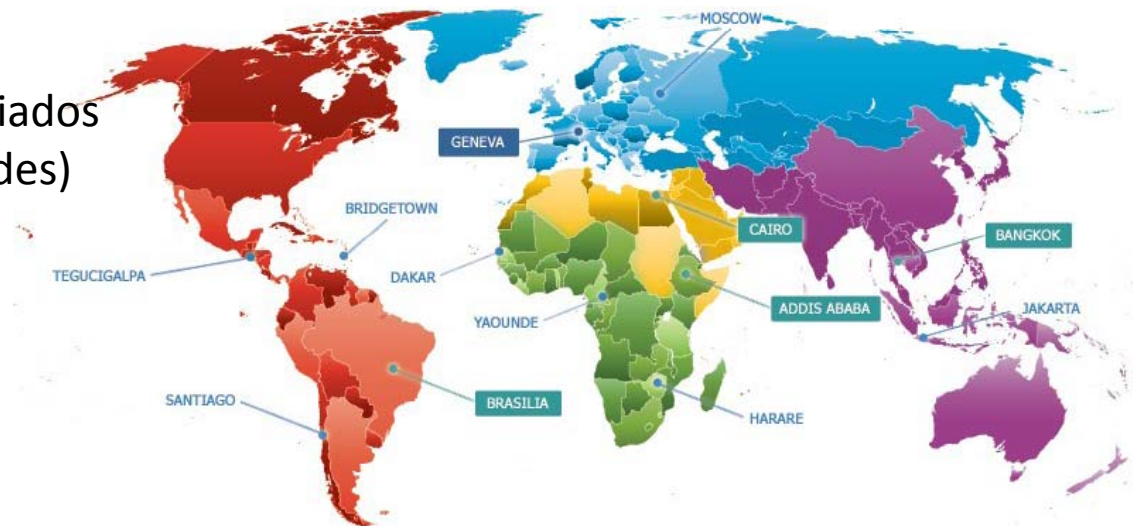 iados
des)
MOSCOW
GENEVA
BRIDGETOWN
CAIRO
BANGKOK
TEGUCIGALPA
DAKAR
ADDIS ABABA
JAKARTA
YAOUNDE
SANTIAGO
BRASILIA
HARARE